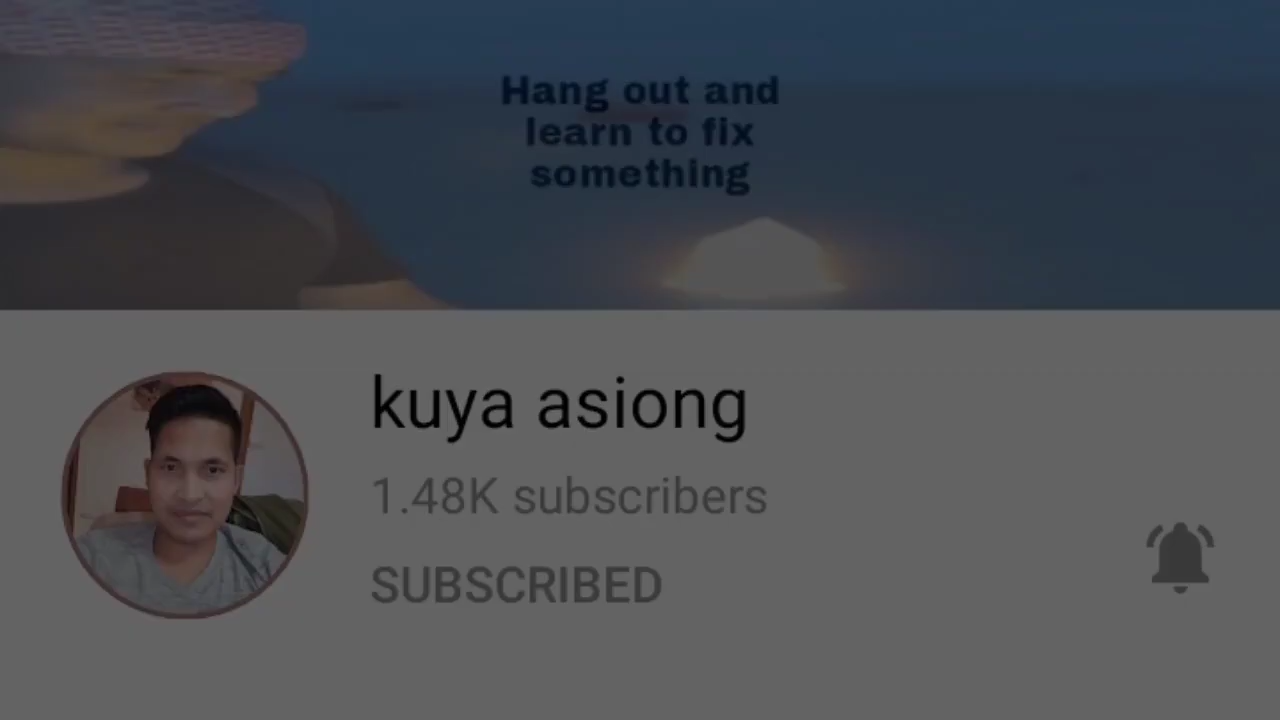 Hang out and
learn to fix
something
kuya asiong
1.48K subscribers
SUBSCRIBED